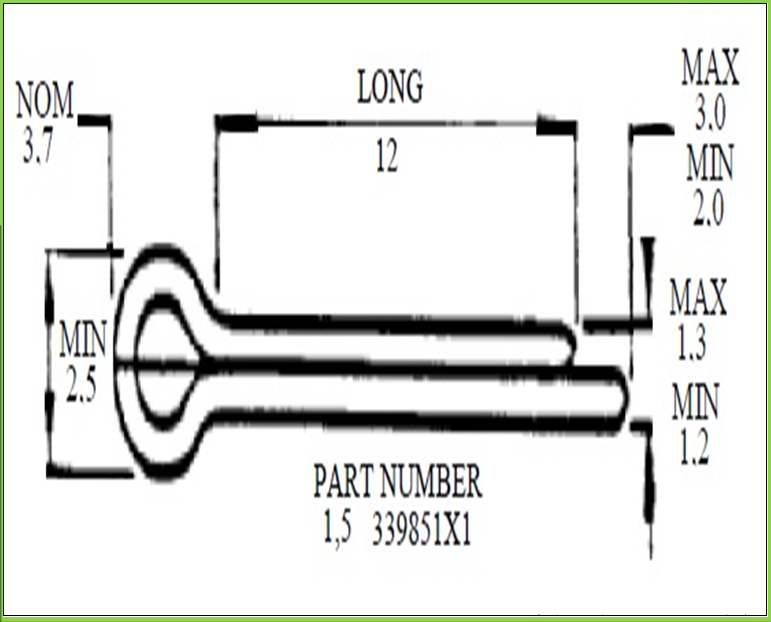 NOM
3.7
LONG
12
MAX
3.0
MIN
2.0
MIN
2.5
MAX
1.3
MIN
1.2
PART NUMBER
1,5 339851X1